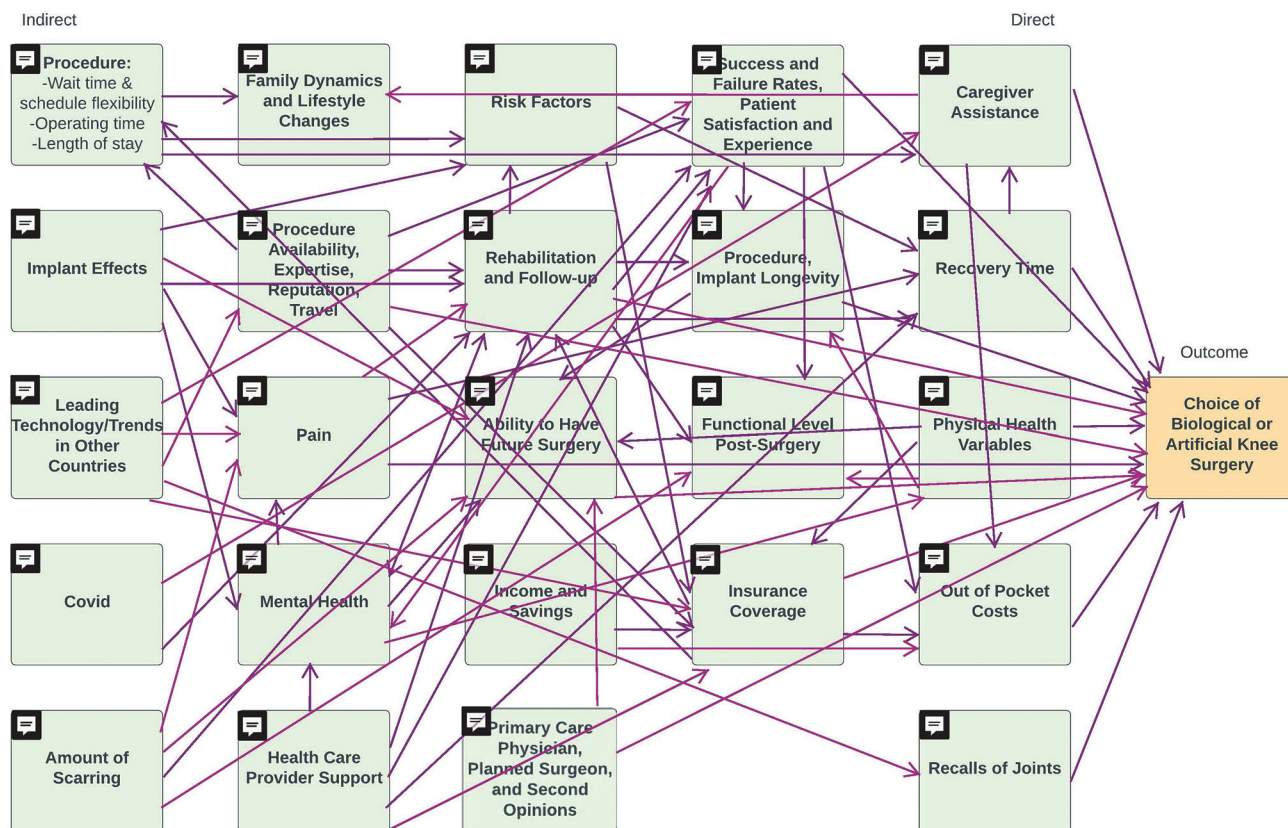 Indirect
Direct
Procedure:
-Wait time &
schedule flexibility
-Operating time
-Length of stay
Family Dynamics
and Lifestyle
Changes
Risk Factors
Success and
Failure Rates,
Patient
Satisfaction and
Experience
Caregiver
Assistance
Implant Effects
Procedure
Availability,
Expertise,
Reputation,
Travel
Rehabilitation
and Follow-up
Procedure,
Implant Longevity
Recovery Time
Outcome
Leading
Technology/Trends
in Other
Countries
Pain
Ability to Have
Future Surgery
Functional Level
Post-Surgery
Physical Health
Variables
Choice of
Biological or
Artificial Knee
Surgery
Covid
Mental Health
Income and
Savings
Insurance
Coverage
Out of Pocket
Costs
Amount of
Scarring
Health Care
Provider Support
Primary Care
Physician,
Planned Surgeon,
and Second
Opinions
Recalls of Joints